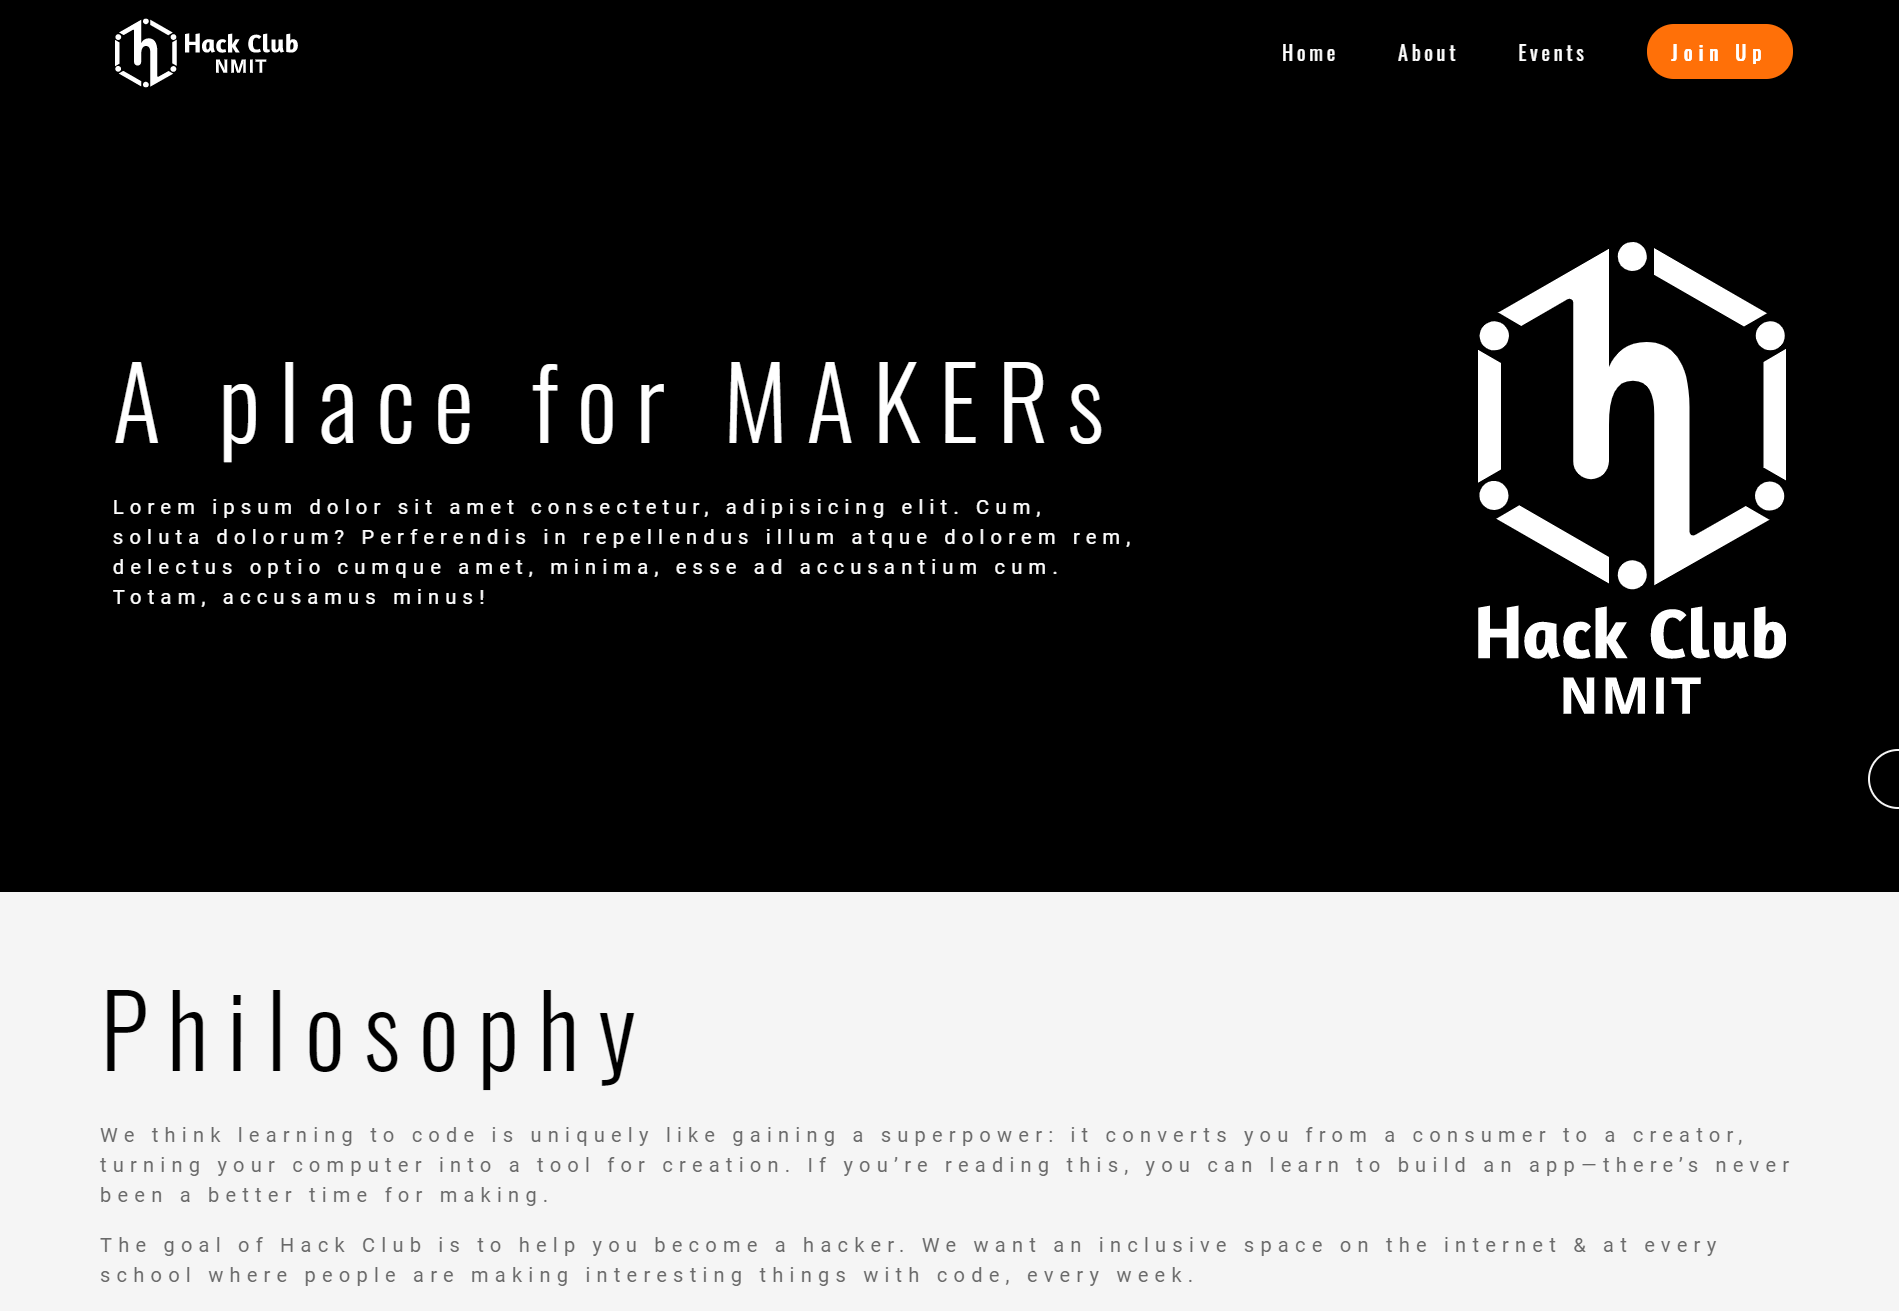 Hack Club
NMIT
Home
About
Events
Join Up
A place for MAKERs
Lorem ipsum dolor sit amet consectetur, adipisicing elit. Cum,
soluta dolorum? Perferendis in repellendus illum atque dolorem rem,
delectus optio cumque amet, minima, esse ad accusantium cum.
Totam, accusamus minus!
Hack Club
NMIT
Philosophy
We think learning to code is uniquely like gaining a superpower: it converts you from a consumer to a creator,
turning your computer into a tool for creation. If you’re reading this, you can learn to build an app—there’s never
been a better time for making.
The goal of Hack Club is to help you become a hacker. We want an inclusive space on the internet & at every
school where people are making interesting things with code, every week.